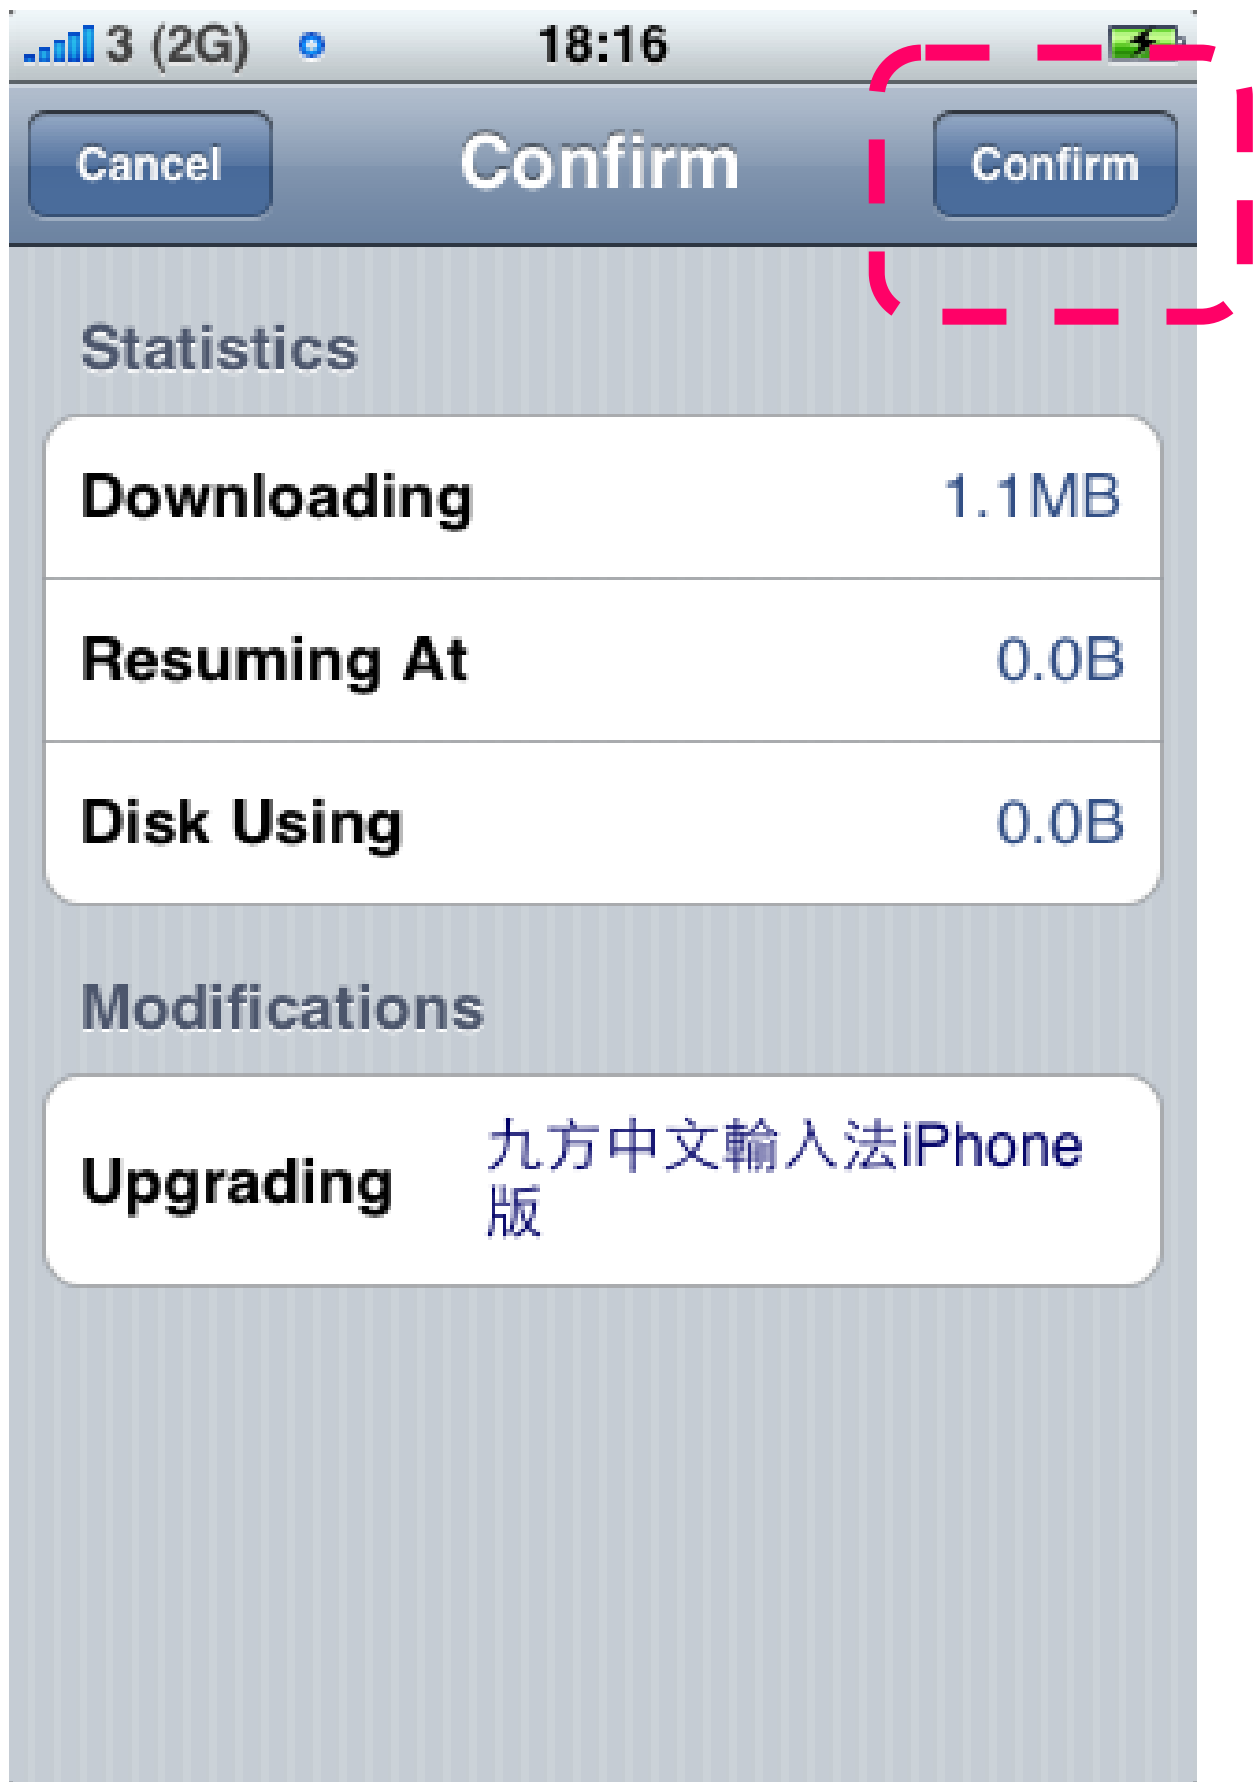 3 (2G) 18:16
Cancel Confirm Confirm
Statistics
Downloading 1.1MB
Resuming At 0.0B
Disk Using 0.0B
Modifications
Upgrading 九方中文輸入法iPhone
版